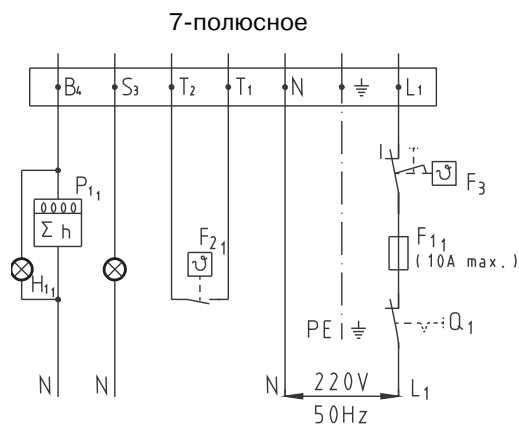 7-полюсное
B4 S3 T2 T1 N L1
P11
Σ h
H11
F21
ϑ
ϑ
F3
F11
(10A max.)
PE
Q1
N N N 220V L1
50Hz